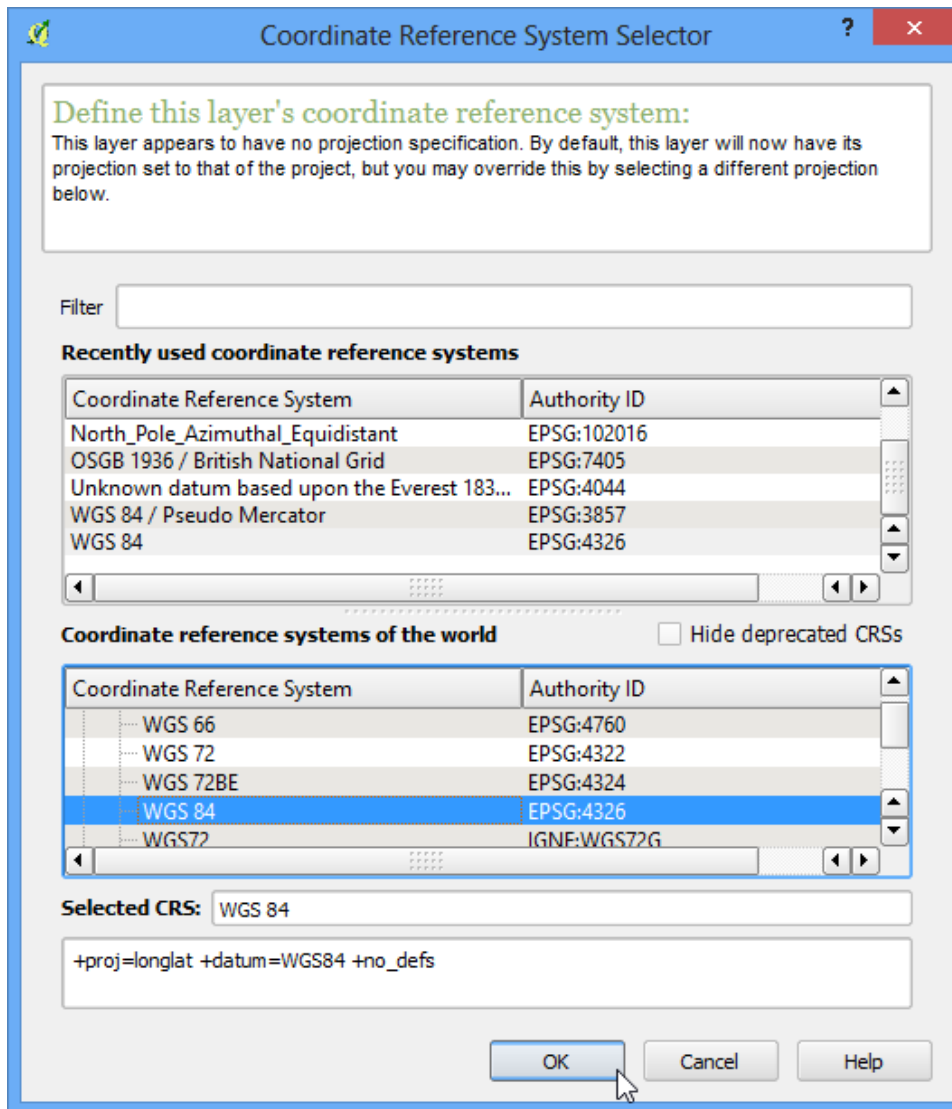 Coordinate Reference System Selector ?
Define this layer's coordinate reference system:
This layer appears to have no projection specification. By default, this layer will now have its
projection set to that of the project, but you may override this by selecting a different projection
below.
Filter
Recently used coordinate reference systems
Coordinate Reference System Authority ID
North_Pole_Azimuthal_Equidistant EPSG:102016
OSGB 1936 / British National Grid EPSG:7405
Unknown datum based upon the Everest 183... EPSG:4044
WGS 84 / Pseudo Mercator EPSG:3857
WGS 84 EPSG:4326
Coordinate reference systems of the world Hide deprecated CRSs
Coordinate Reference System Authority ID
WGS 66 EPSG:4760
WGS 72 EPSG:4322
WGS 72BE EPSG:4324
WGS 84 EPSG:4326
WGS72 IGNF:WGS72G
Selected CRS: WGS 84
+proj=longlat +datum=WGS84 +no_defs
OK Cancel Help